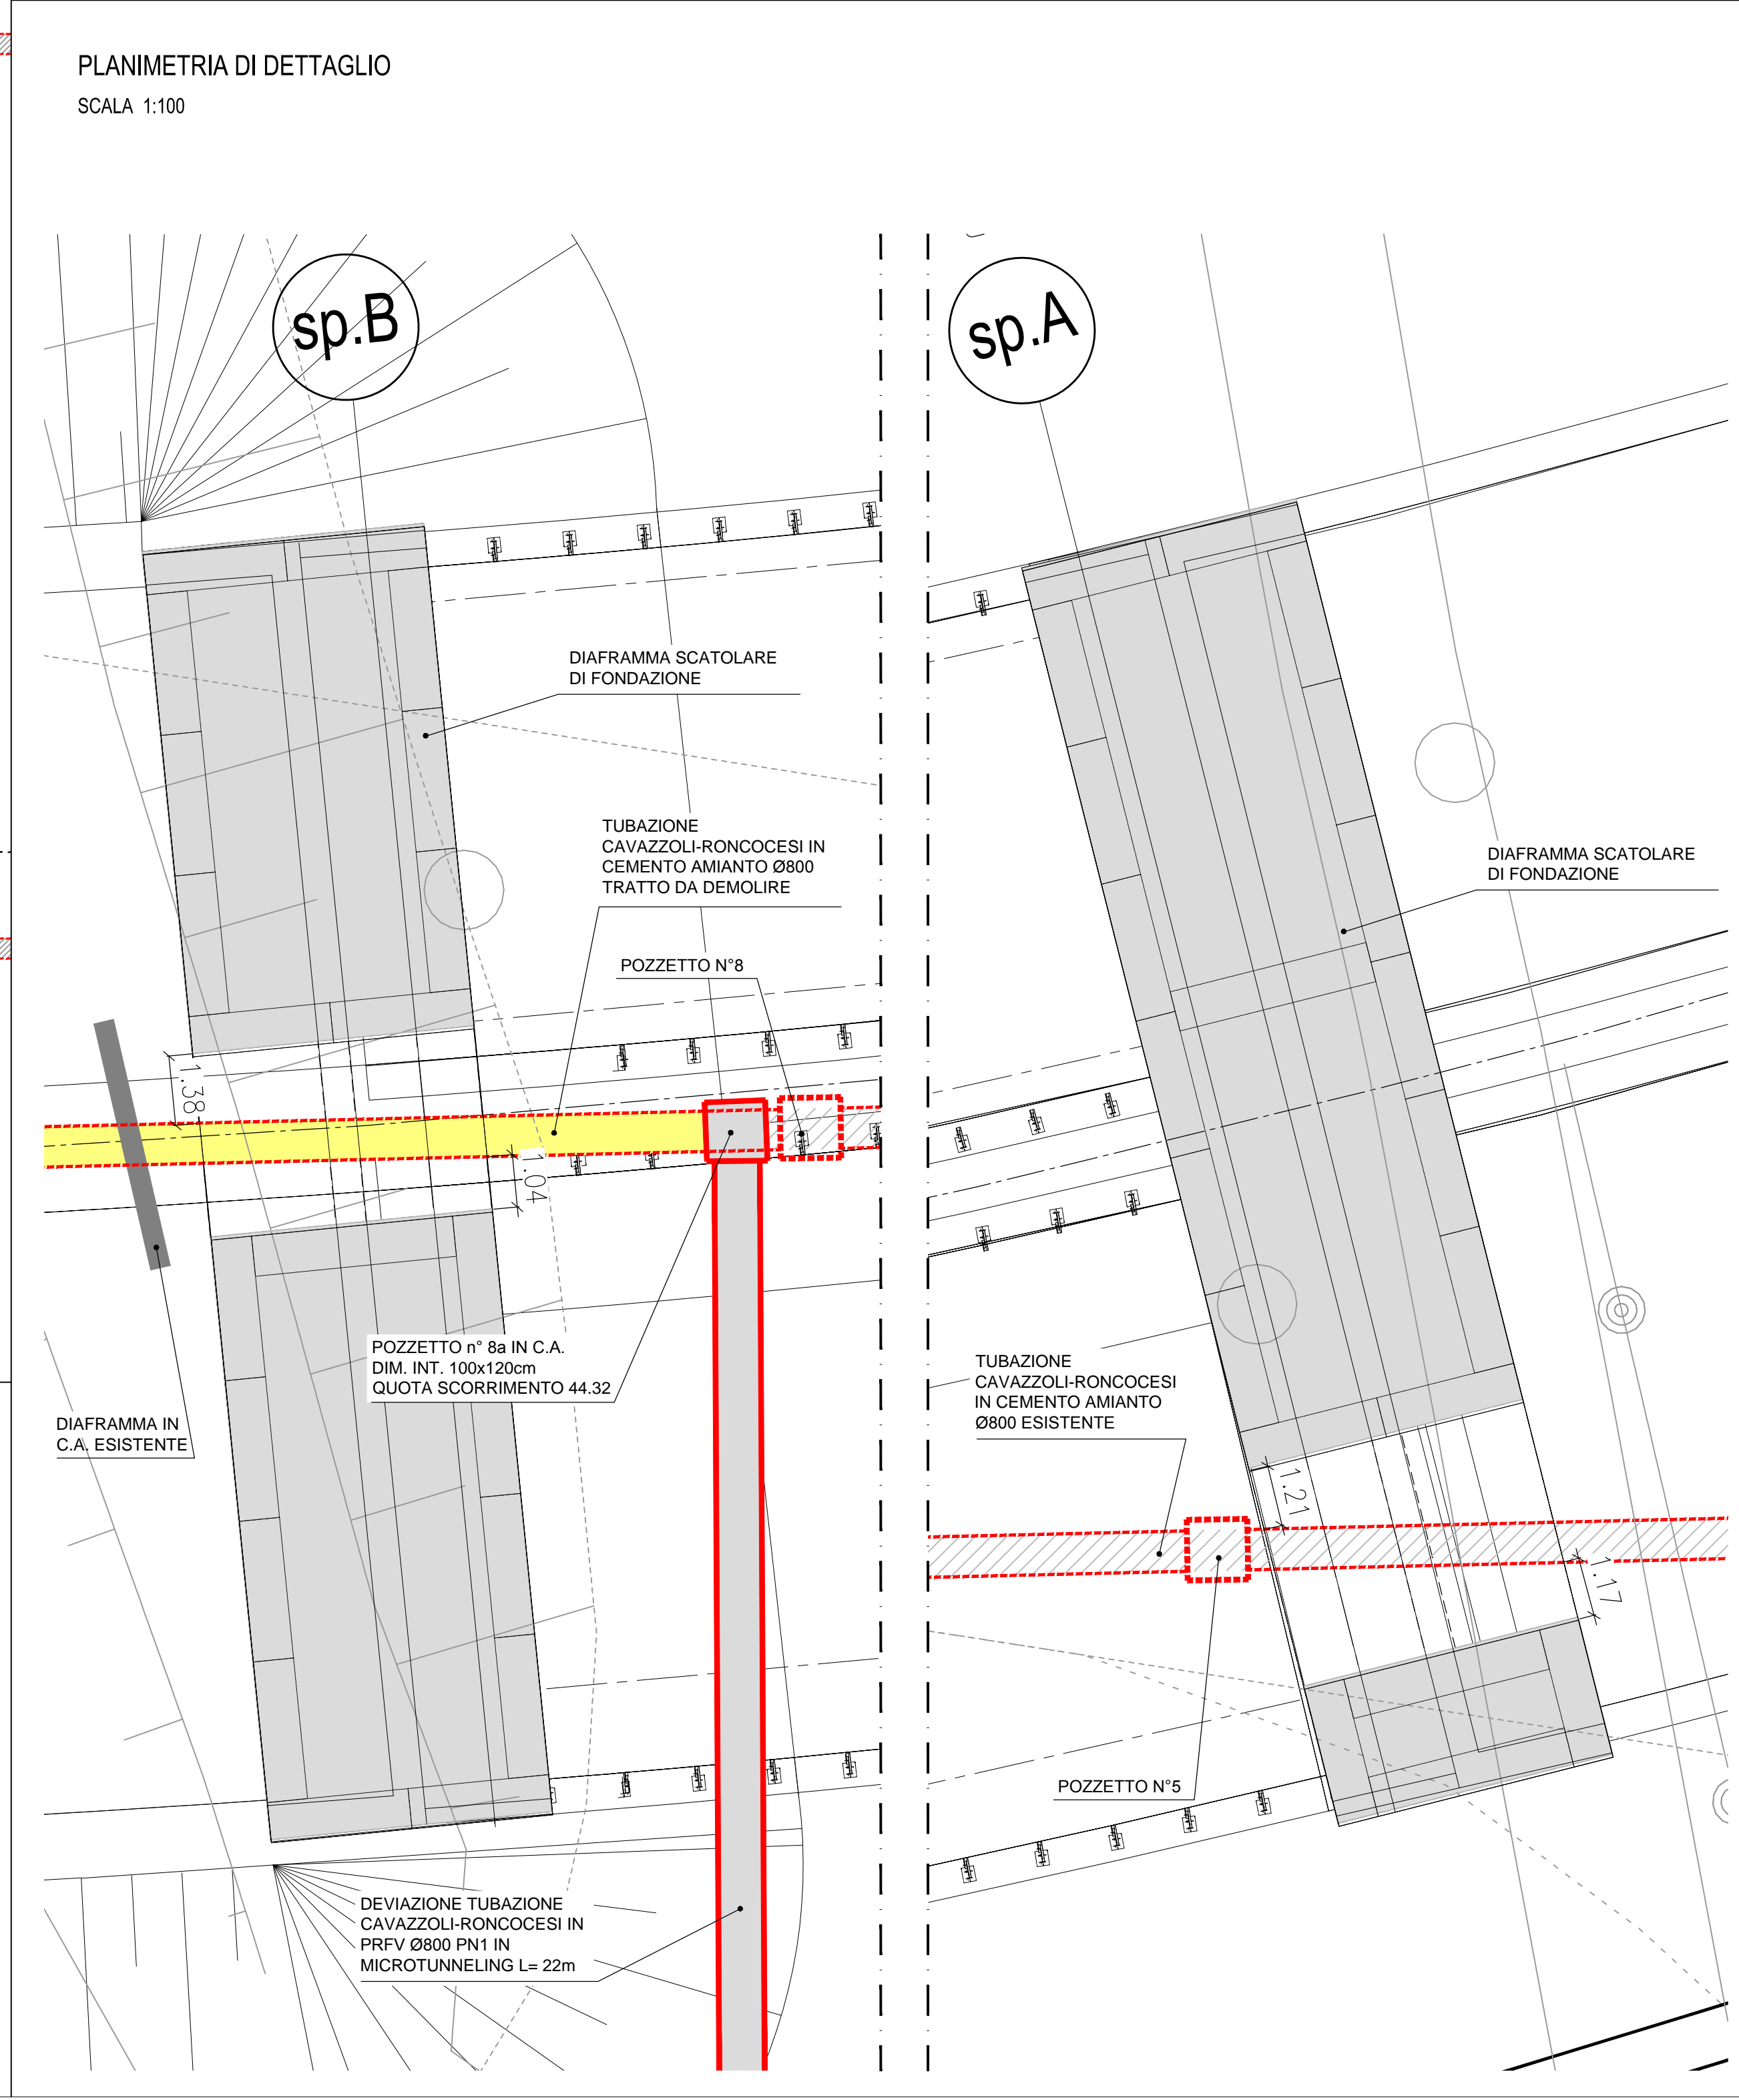 PLANIMETRIA DI DETTAGLIO
SCALA 1:100
sp.B
sp.A
DIAFRAMMA SCATOLARE
DI FONDAZIONE
TUBAZIONE
CAVAZZOLI-RONCOCESI IN
CEMENTO AMIANTO Ø800
TRATTO DA DEMOLIRE
DIAFRAMMA SCATOLARE
DI FONDAZIONE
POZZETTO N°8
1.38
1.04
POZZETTO n° 8a IN C.A.
DIM. INT. 100x120cm
QUOTA SCORRIMENTO 44.32
DIAFRAMMA IN
C.A. ESISTENTE
TUBAZIONE
CAVAZZOLI-RONCOCESI
IN CEMENTO AMIANTO
Ø800 ESISTENTE
1.21
1.17
POZZETTO N°5
DEVIAZIONE TUBAZIONE
CAVAZZOLI-RONCOCESI IN
PRFV Ø800 PN1 IN
MICROTUNNELING L= 22m